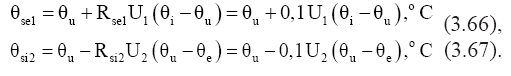 θse1 = θu + Rse1U1(θi − θu) = θu + 0,1U1(θi − θu),° C (3.66),
θsi2 = θu − Rsi2U2(θu − θe) = θu − 0,1U2(θu − θe),° C (3.67).